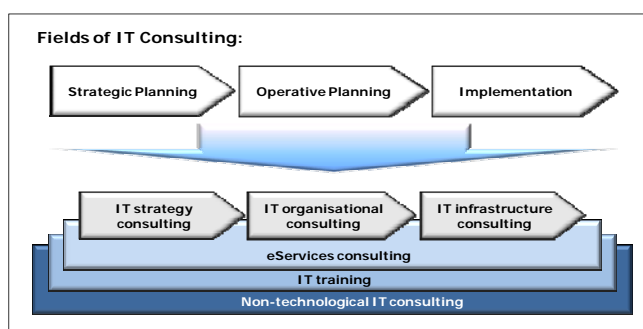 Fields of IT Consulting:
Strategic Planning
Operative Planning
Implementation
IT strategy
consulting
IT organisational
consulting
IT infrastructure
consulting
eServices consulting
IT training
Non-technological IT consulting